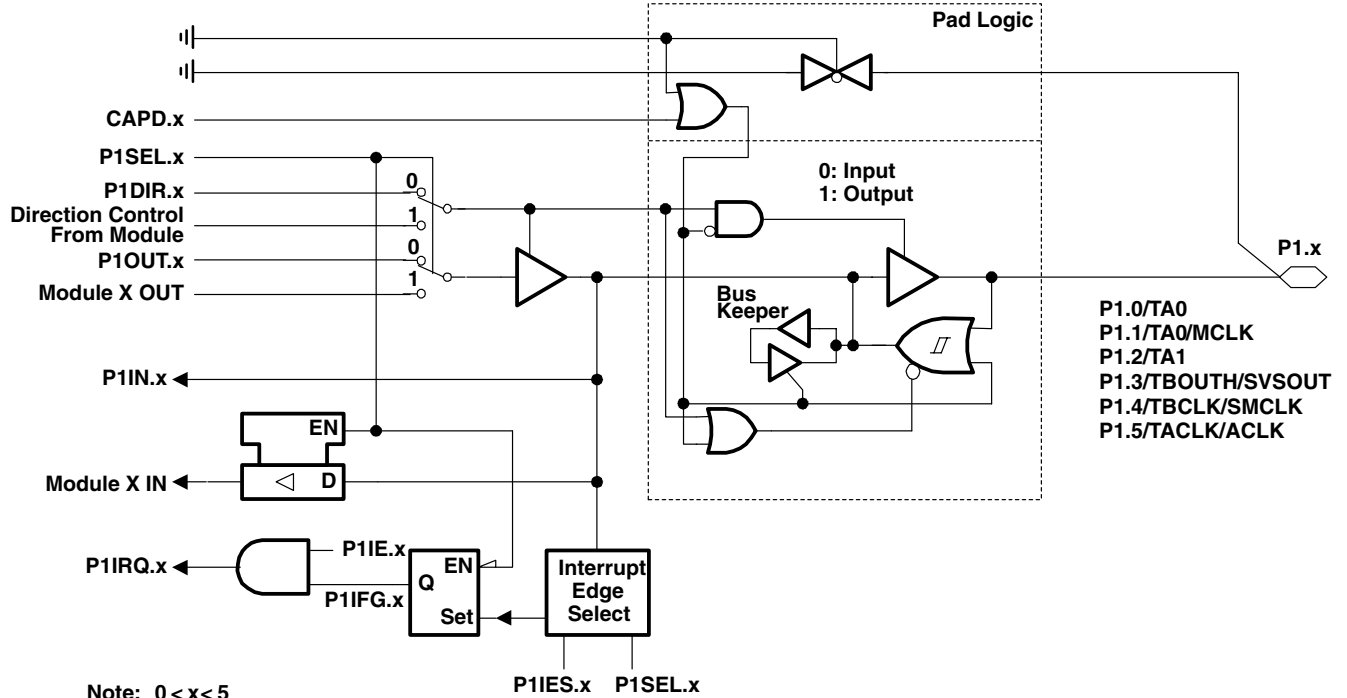 Pad Logic
CAPD.x
P1SEL.x
P1DIR.x
0
Direction Control
From Module
1
P1OUT.x
0
Module X OUT
1
0: Input
1: Output
Bus
Keeper
P1.x
P1.0/TA0
P1.1/TA0/MCLK
P1.2/TA1
P1.3/TBOUTH/SVSOUT
P1.4/TBCLK/SMCLK
P1.5/TACLK/ACLK
P1IN.x
EN
Module X IN
D
P1IRQ.x
P1IE.x
P1IFG.x
EN
Q
Set
Interrupt
Edge
Select
P1IES.x
P1SEL.x
Note: 0 < x < 5